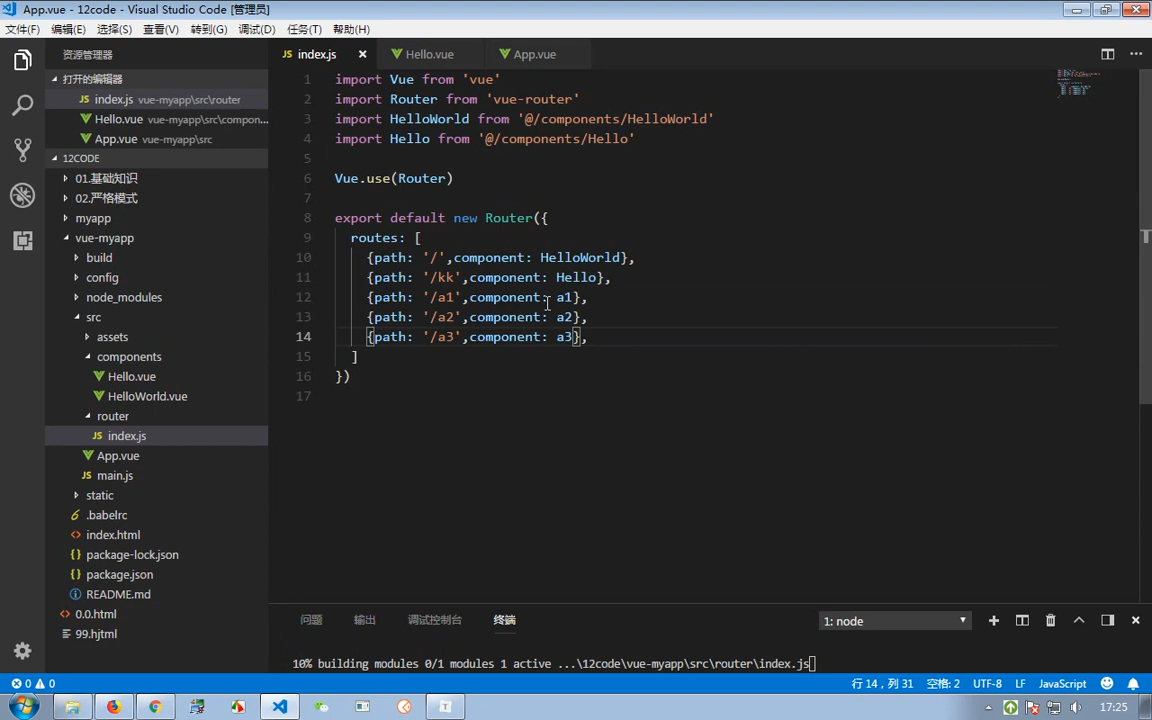 App.vue - 12code - Visual Studio Code [管理员]
文件(F) 编辑(E) 选择(S) 查看(V) 转到(G) 调试(D) 任务(T) 帮助(H)
资源管理器
打开的编辑器
JS index.js vue-myapp\src\router
Hello.vue vue-myapp\src\compon...
App.vue vue-myapp\src
12CODE
01.基础知识
02.严格模式
myapp
vue-myapp
build
config
node_modules
src
assets
components
Hello.vue
HelloWorld.vue
router
JS index.js
App.vue
JS main.js
static
.babelrc
<> index.html
{} package-lock.json
{} package.json
README.md
<> 0.0.html
<> 99.hjtml
JS index.js Hello.vue App.vue
1 import Vue from 'vue'
2 import Router from 'vue-router'
3 import HelloWorld from '@/components/HelloWorld'
4 import Hello from '@/components/Hello'
5
6 Vue.use(Router)
7
8 export default new Router({
9 routes: [
10 {path: '/',component: HelloWorld},
11 {path: '/kk',component: Hello},
12 {path: '/a1',component: a1},
13 {path: '/a2',component: a2},
14 {path: '/a3',component: a3},
15 ]
16 })
17
问题 输出 调试控制台 终端 1: node
10% building modules 0/1 modules 1 active ...\12code\vue-myapp\src\router\index.js
0 0 行 14，列 31 空格: 2 UTF-8 LF JavaScript
17:25